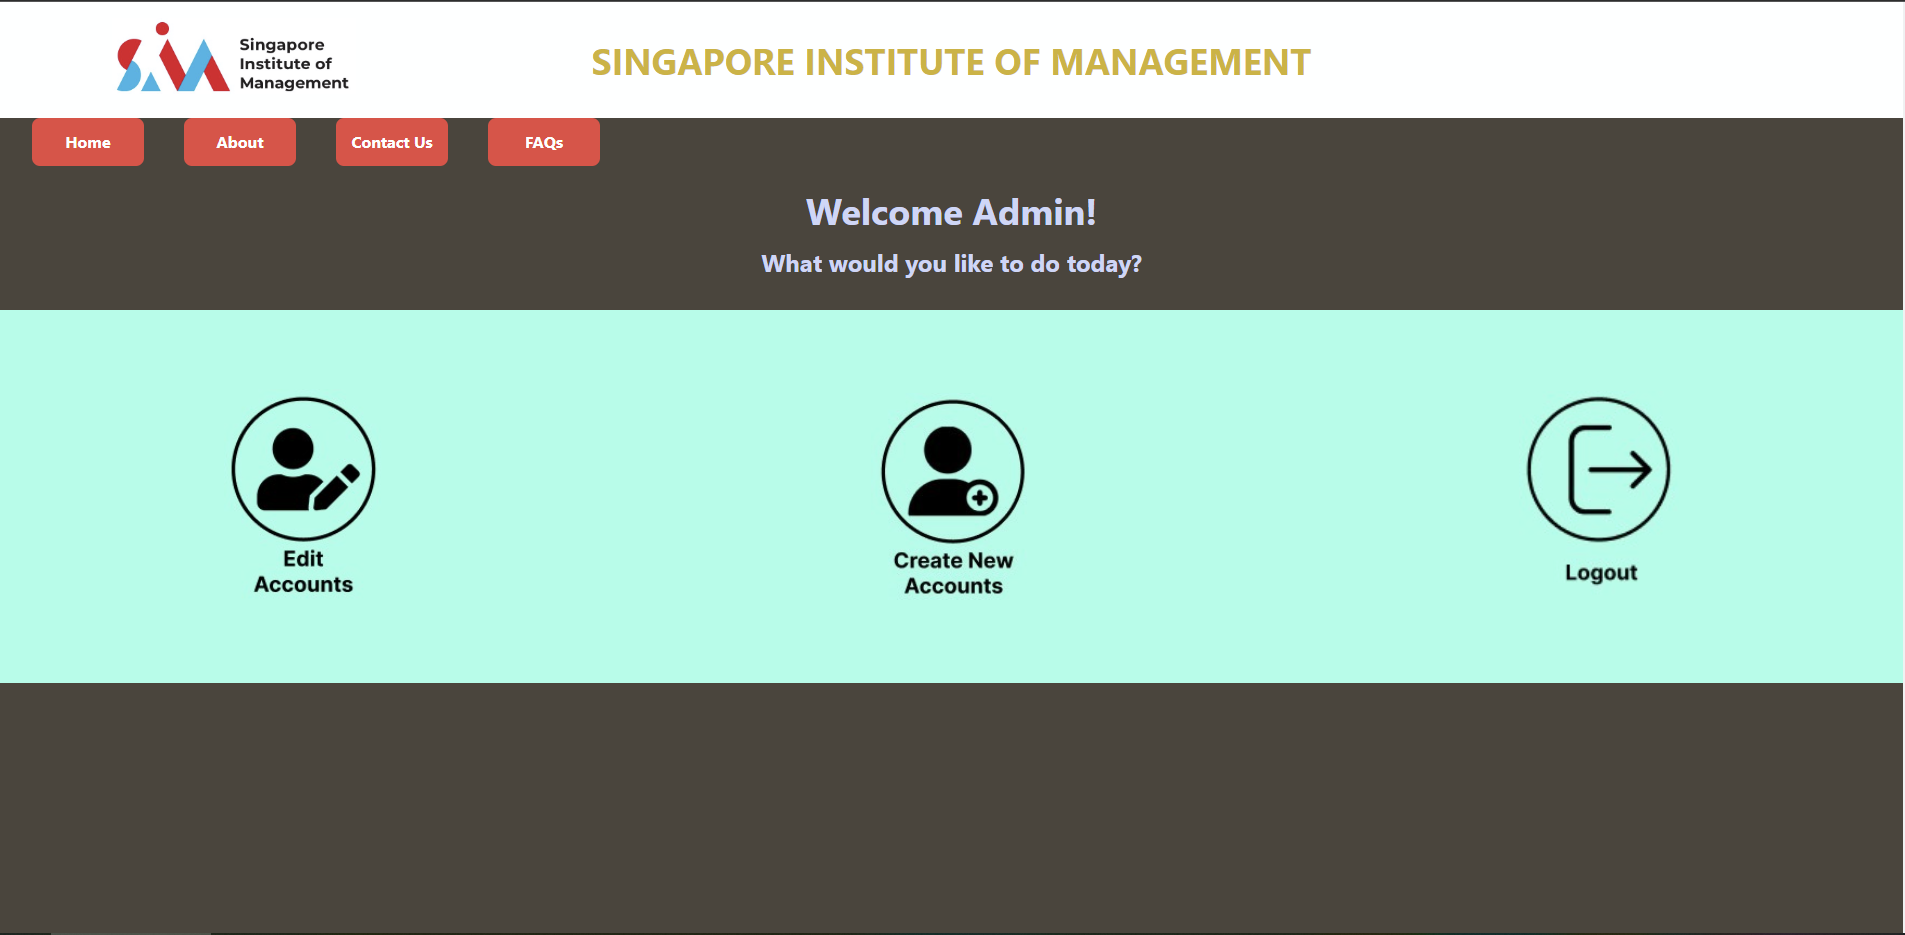 Singapore
Institute of
Management
SINGAPORE INSTITUTE OF MANAGEMENT
Home
About
Contact Us
FAQs
Welcome Admin!
What would you like to do today?
Edit
Accounts
Create New
Accounts
Logout